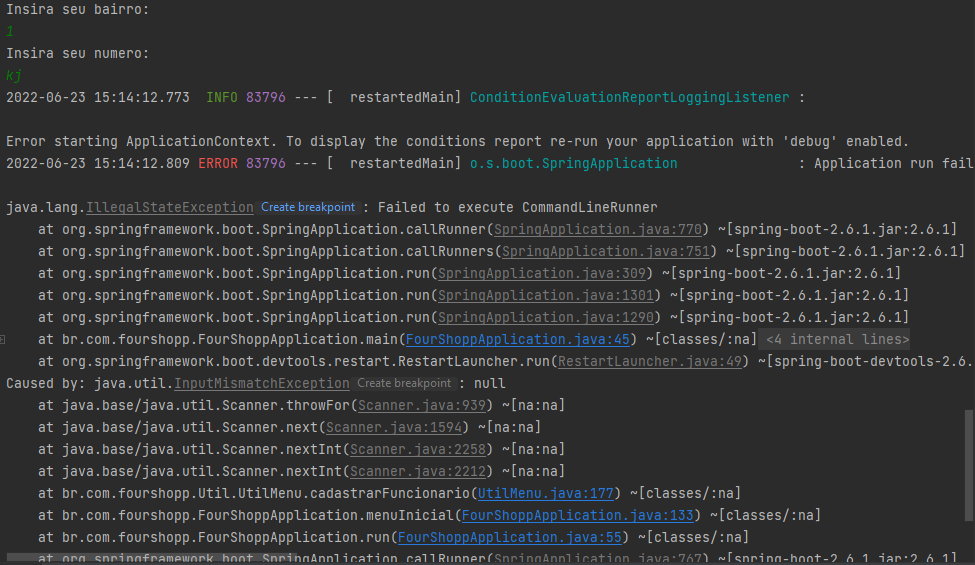 Insira seu bairro:
1
Insira seu numero:
kj
2022-06-23 15:14:12.773  INFO 83796 --- [  restartedMain] ConditionEvaluationReportLoggingListener :
Error starting ApplicationContext. To display the conditions report re-run your application with 'debug' enabled.
2022-06-23 15:14:12.809 ERROR 83796 --- [  restartedMain] o.s.boot.SpringApplication               : Application run fail
java.lang.IllegalStateException Create breakpoint : Failed to execute CommandLineRunner
at org.springframework.boot.SpringApplication.callRunner(SpringApplication.java:770) ~[spring-boot-2.6.1.jar:2.6.1]
at org.springframework.boot.SpringApplication.callRunners(SpringApplication.java:751) ~[spring-boot-2.6.1.jar:2.6.1]
at org.springframework.boot.SpringApplication.run(SpringApplication.java:309) ~[spring-boot-2.6.1.jar:2.6.1]
at org.springframework.boot.SpringApplication.run(SpringApplication.java:1301) ~[spring-boot-2.6.1.jar:2.6.1]
at org.springframework.boot.SpringApplication.run(SpringApplication.java:1290) ~[spring-boot-2.6.1.jar:2.6.1]
at br.com.fourshopp.FourShoppApplication.main(FourShoppApplication.java:45) ~[classes/:na] <4 internal lines>
at org.springframework.boot.devtools.restart.RestartLauncher.run(RestartLauncher.java:49) ~[spring-boot-devtools-2.6.
Caused by: java.util.InputMismatchException Create breakpoint : null
at java.base/java.util.Scanner.throwFor(Scanner.java:939) ~[na:na]
at java.base/java.util.Scanner.next(Scanner.java:1594) ~[na:na]
at java.base/java.util.Scanner.nextInt(Scanner.java:2258) ~[na:na]
at java.base/java.util.Scanner.nextInt(Scanner.java:2212) ~[na:na]
at br.com.fourshopp.Util.UtilMenu.cadastrarFuncionario(UtilMenu.java:177) ~[classes/:na]
at br.com.fourshopp.FourShoppApplication.menuInicial(FourShoppApplication.java:133) ~[classes/:na]
at br.com.fourshopp.FourShoppApplication.run(FourShoppApplication.java:55) ~[classes/:na]
at org.springframework.boot.SpringApplication.callRunner(SpringApplication.java:767) ~[spring-boot-2.6.1.jar:2.6.1]